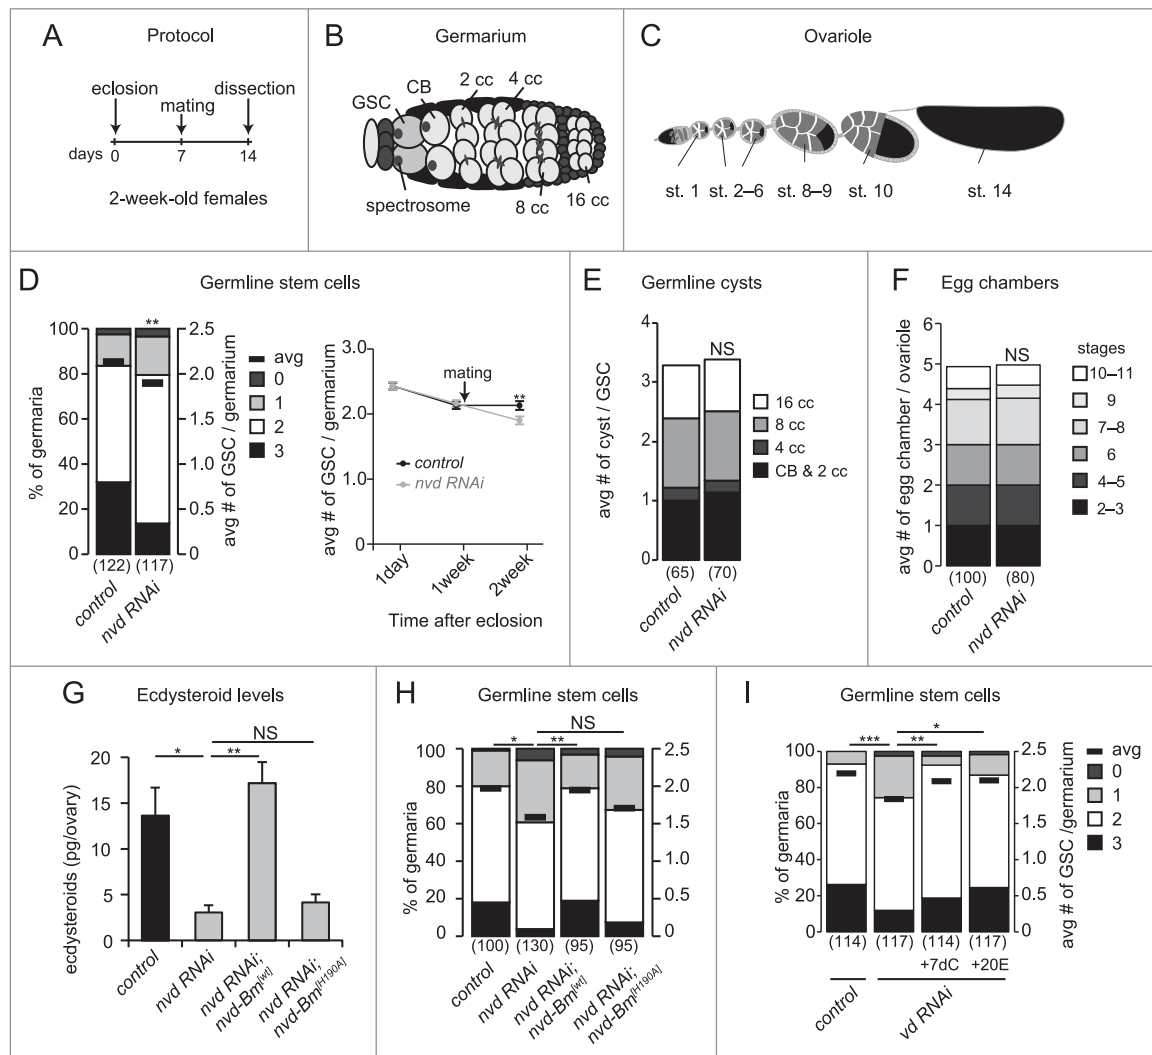 A
Protocol
eclosion
mating
dissection
days
0
7
14
2-week-old females
B
Germarium
GSC
CB
2 cc
4 cc
spectrosome
8 cc
16 cc
C
Ovariole
st. 1
st. 2–6
st. 8–9
st. 10
st. 14
D
Germline stem cells
% of germaria
100
80
60
40
20
0
**
2.5
2.0
1.5
1.0
0.5
0
avg # of GSC / germarium
avg
0
1
2
3
(122)
(117)
control
nvd RNAi
avg # of GSC / germarium
3.0
2.0
1.0
0.0
mating
**
control
nvd RNAi
1day
1week
2week
Time after eclosion
E
Germline cysts
avg # of cyst / GSC
4
3
2
1
0
NS
16 cc
8 cc
4 cc
CB & 2 cc
(65)
(70)
control
nvd RNAi
F
Egg chambers
avg # of egg chamber / ovariole
6
5
4
3
2
1
0
NS
stages
10–11
9
7–8
6
4–5
2–3
(100)
(80)
control
nvd RNAi
G
Ecdysteroid levels
ecdysteroids (pg/ovary)
20
15
10
5
0
NS
*
**
control
nvd RNAi
nvd RNAi;
nvd-Bm[wt]
nvd RNAi;
nvd-Bm[H190A]
H
Germline stem cells
% of germaria
100
80
60
40
20
0
NS
*
**
2.5
2.0
1.5
1.0
0.5
0
(100)
(130)
(95)
(95)
control
nvd RNAi
nvd RNAi;
nvd-Bm[wt]
nvd RNAi;
nvd-Bm[H190A]
I
Germline stem cells
% of germaria
100
80
60
40
20
0
*
***
**
2.5
2.0
1.5
1.0
0.5
0
avg # of GSC /germarium
avg
0
1
2
3
(114)
(117)
(114)
(117)
+7dC
+20E
control
vd RNAi